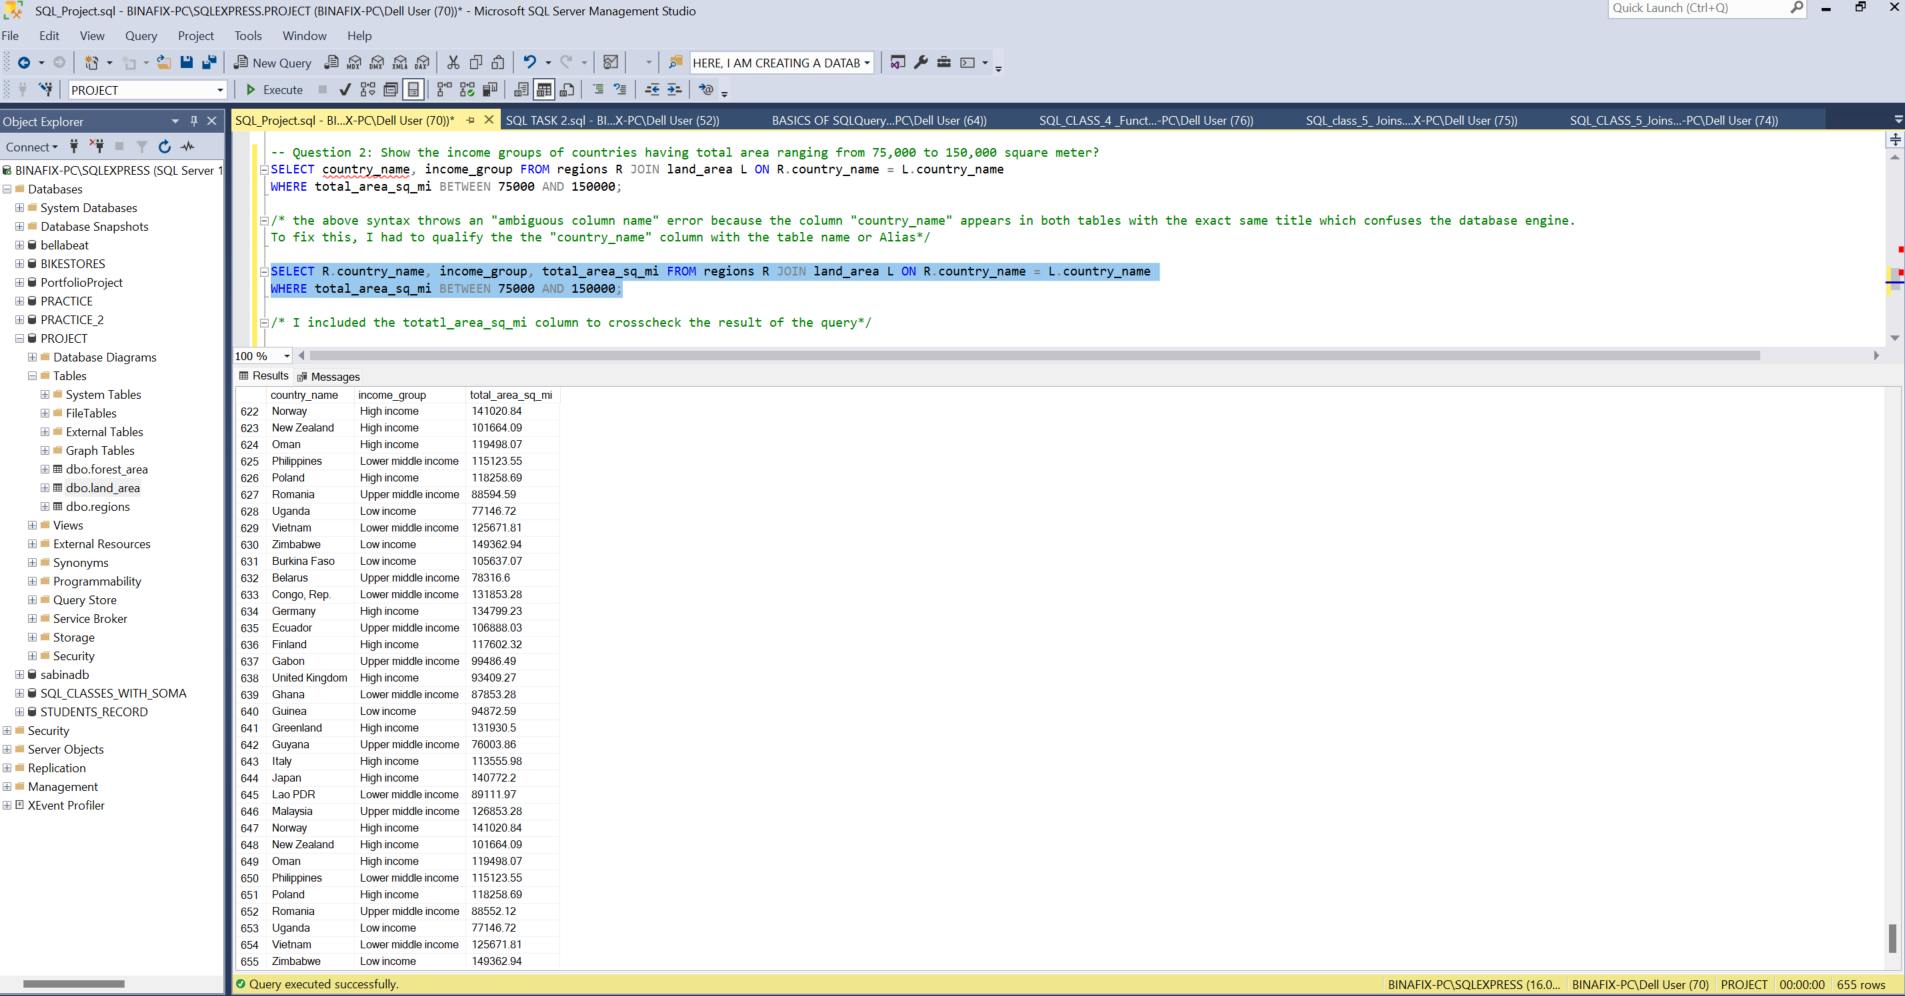 SQL_Project.sql - BINAFIX-PC\SQLEXPRESS.PROJECT (BINAFIX-PC\Dell User (70))* - Microsoft SQL Server Management Studio
Quick Launch (Ctrl+Q)
File Edit View Query Project Tools Window Help
New Query
MDX DMX XMLA DAX
HERE, I AM CREATING A DATAB
PROJECT
Execute
Object Explorer
SQL_Project.sql - BI...X-PC\Dell User (70))*
SQL TASK 2.sql - BI...X-PC\Dell User (52))
BASICS OF SQLQuery...PC\Dell User (64))
SQL_CLASS_4 _Funct...-PC\Dell User (76))
SQL_class_5_ Joins....X-PC\Dell User (75))
SQL_CLASS_5_Joins...-PC\Dell User (74))
Connect
BINAFIX-PC\SQLEXPRESS (SQL Server 1
Databases
System Databases
Database Snapshots
bellabeat
BIKESTORES
PortfolioProject
PRACTICE
PRACTICE_2
PROJECT
Database Diagrams
Tables
System Tables
FileTables
External Tables
Graph Tables
dbo.forest_area
dbo.land_area
dbo.regions
Views
External Resources
Synonyms
Programmability
Query Store
Service Broker
Storage
Security
sabinadb
SQL_CLASSES_WITH_SOMA
STUDENTS_RECORD
Security
Server Objects
Replication
Management
XEvent Profiler
-- Question 2: Show the income groups of countries having total area ranging from 75,000 to 150,000 square meter?
SELECT country_name, income_group FROM regions R JOIN land_area L ON R.country_name = L.country_name
WHERE total_area_sq_mi BETWEEN 75000 AND 150000;
/* the above syntax throws an "ambiguous column name" error because the column "country_name" appears in both tables with the exact same title which confuses the database engine.
To fix this, I had to qualify the the "country_name" column with the table name or Alias*/
SELECT R.country_name, income_group, total_area_sq_mi FROM regions R JOIN land_area L ON R.country_name = L.country_name
WHERE total_area_sq_mi BETWEEN 75000 AND 150000;
/* I included the totatl_area_sq_mi column to crosscheck the result of the query*/
100 %
Results Messages
country_name income_group total_area_sq_mi
622 Norway High income 141020.84
623 New Zealand High income 101664.09
624 Oman High income 119498.07
625 Philippines Lower middle income 115123.55
626 Poland High income 118258.69
627 Romania Upper middle income 88594.59
628 Uganda Low income 77146.72
629 Vietnam Lower middle income 125671.81
630 Zimbabwe Low income 149362.94
631 Burkina Faso Low income 105637.07
632 Belarus Upper middle income 78316.6
633 Congo, Rep. Lower middle income 131853.28
634 Germany High income 134799.23
635 Ecuador Upper middle income 106888.03
636 Finland High income 117602.32
637 Gabon Upper middle income 99486.49
638 United Kingdom High income 93409.27
639 Ghana Lower middle income 87853.28
640 Guinea Low income 94872.59
641 Greenland High income 131930.5
642 Guyana Upper middle income 76003.86
643 Italy High income 113555.98
644 Japan High income 140772.2
645 Lao PDR Lower middle income 89111.97
646 Malaysia Upper middle income 126853.28
647 Norway High income 141020.84
648 New Zealand High income 101664.09
649 Oman High income 119498.07
650 Philippines Lower middle income 115123.55
651 Poland High income 118258.69
652 Romania Upper middle income 88552.12
653 Uganda Low income 77146.72
654 Vietnam Lower middle income 125671.81
655 Zimbabwe Low income 149362.94
Query executed successfully.
BINAFIX-PC\SQLEXPRESS (16.0... BINAFIX-PC\Dell User (70) PROJECT 00:00:00 655 rows